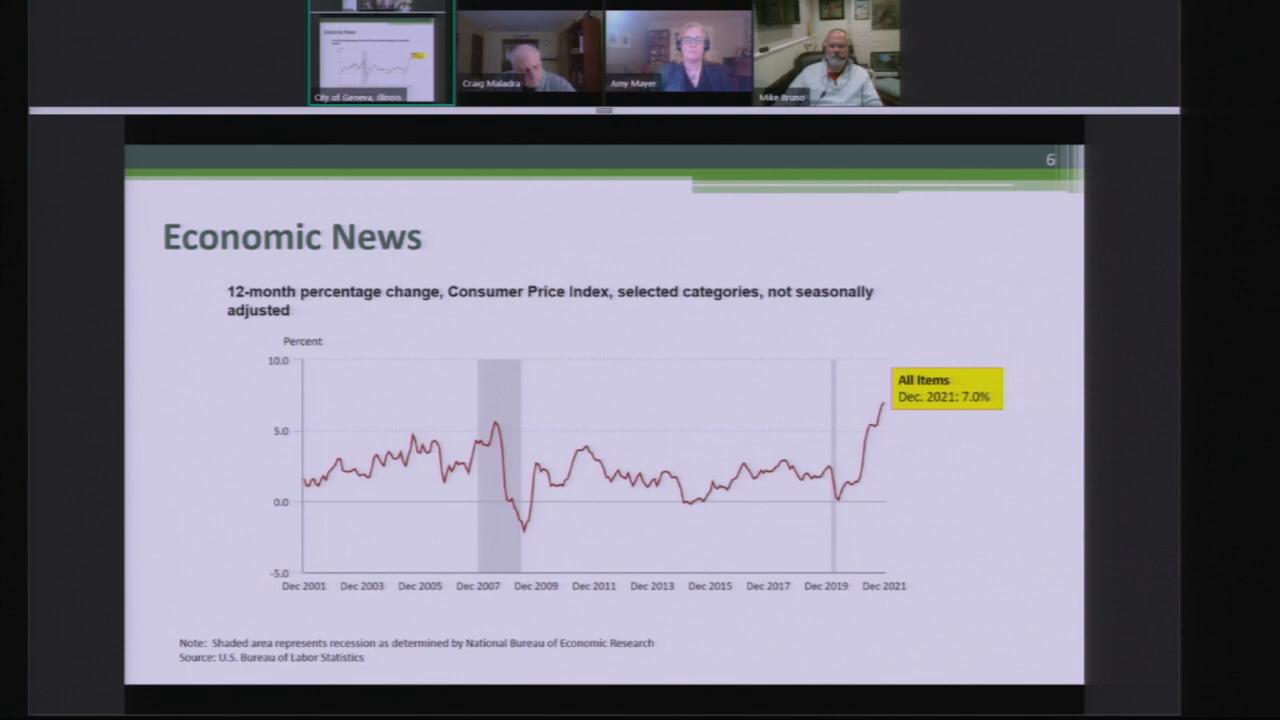 Economic News
City of Geneva, Illinois
Craig Maladra
Amy Mayer
Mike Bruno
6
Economic News
12-month percentage change, Consumer Price Index, selected categories, not seasonally
adjusted
Percent
10.0
5.0
0.0
-5.0
All Items
Dec. 2021: 7.0%
Dec 2001 Dec 2003 Dec 2005 Dec 2007 Dec 2009 Dec 2011 Dec 2013 Dec 2015 Dec 2017 Dec 2019 Dec 2021
Note: Shaded area represents recession as determined by National Bureau of Economic Research
Source: U.S. Bureau of Labor Statistics